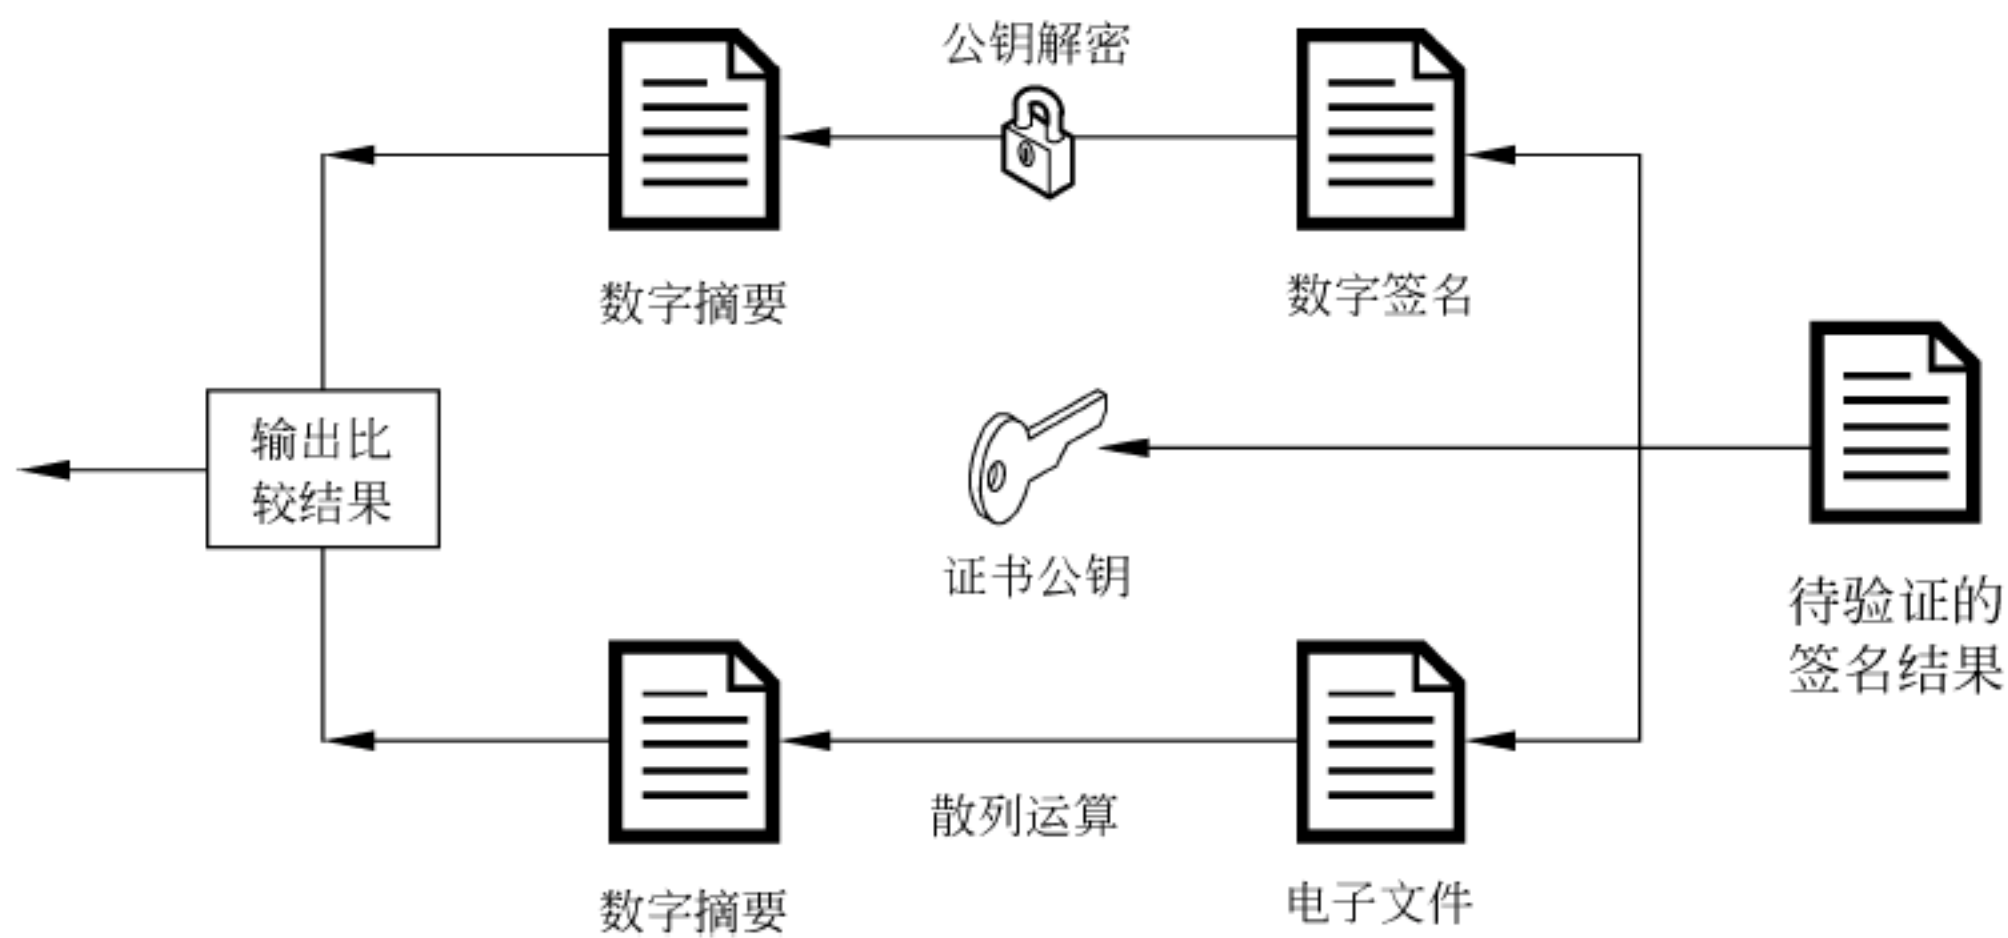 公钥解密
数字摘要
数字签名
输出比
较结果
证书公钥
待验证的
签名结果
散列运算
数字摘要
电子文件